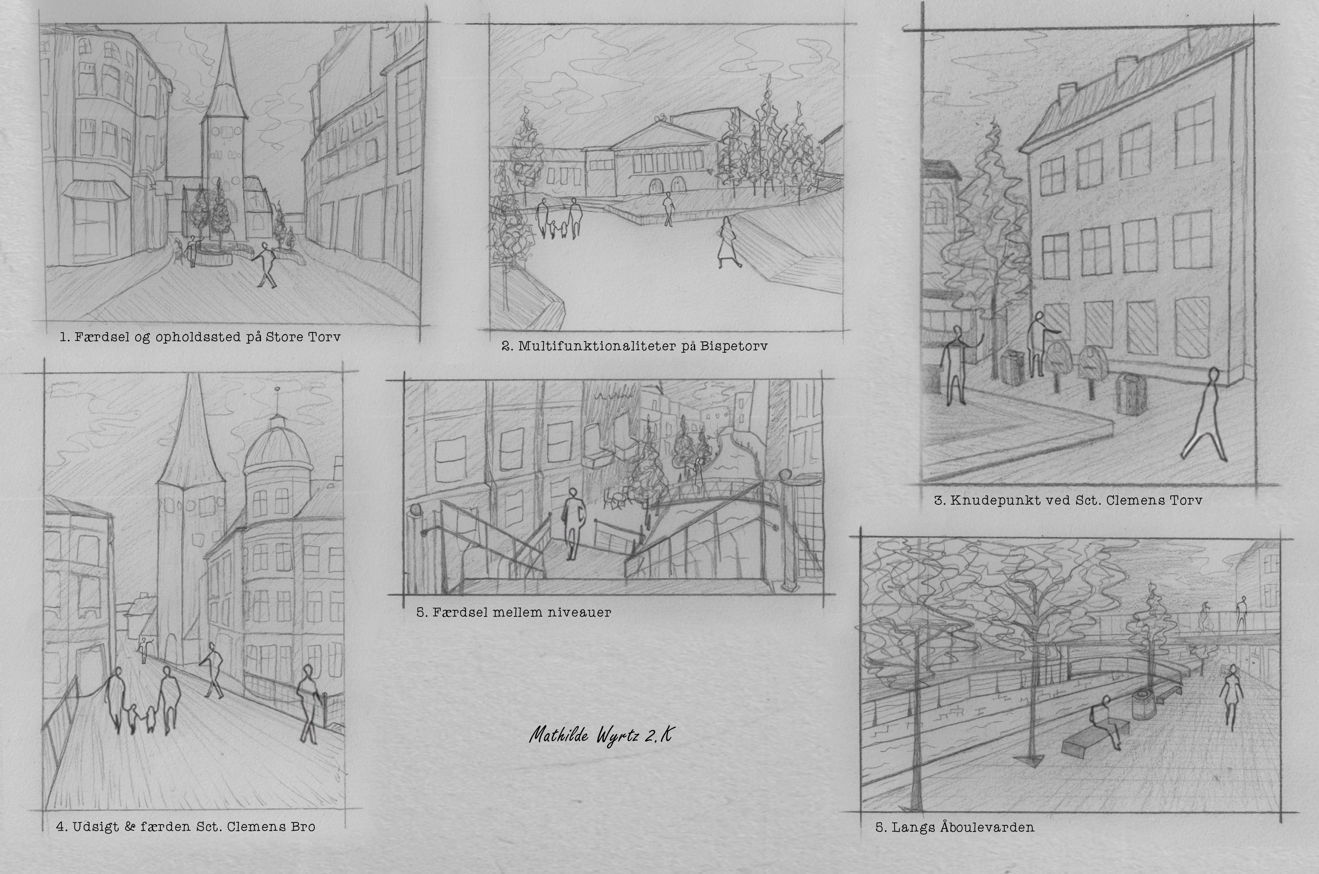 1. Færdsel og opholdssted på Store Torv
2. Multifunktionaliteter på Bispetorv
3. Knudepunkt ved Sct. Clemens Torv
4. Udsigt & færden Sct. Clemens Bro
5. Færdsel mellem niveauer
5. Langs Åboulevarden
Mathilde Wyrtz 2.K